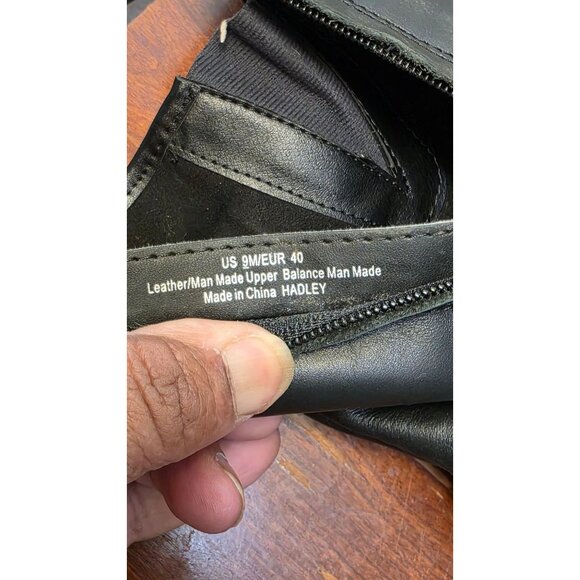 US 9M/EUR 40
Leather/Man Made Upper Balance Man Made
Made in China HADLEY